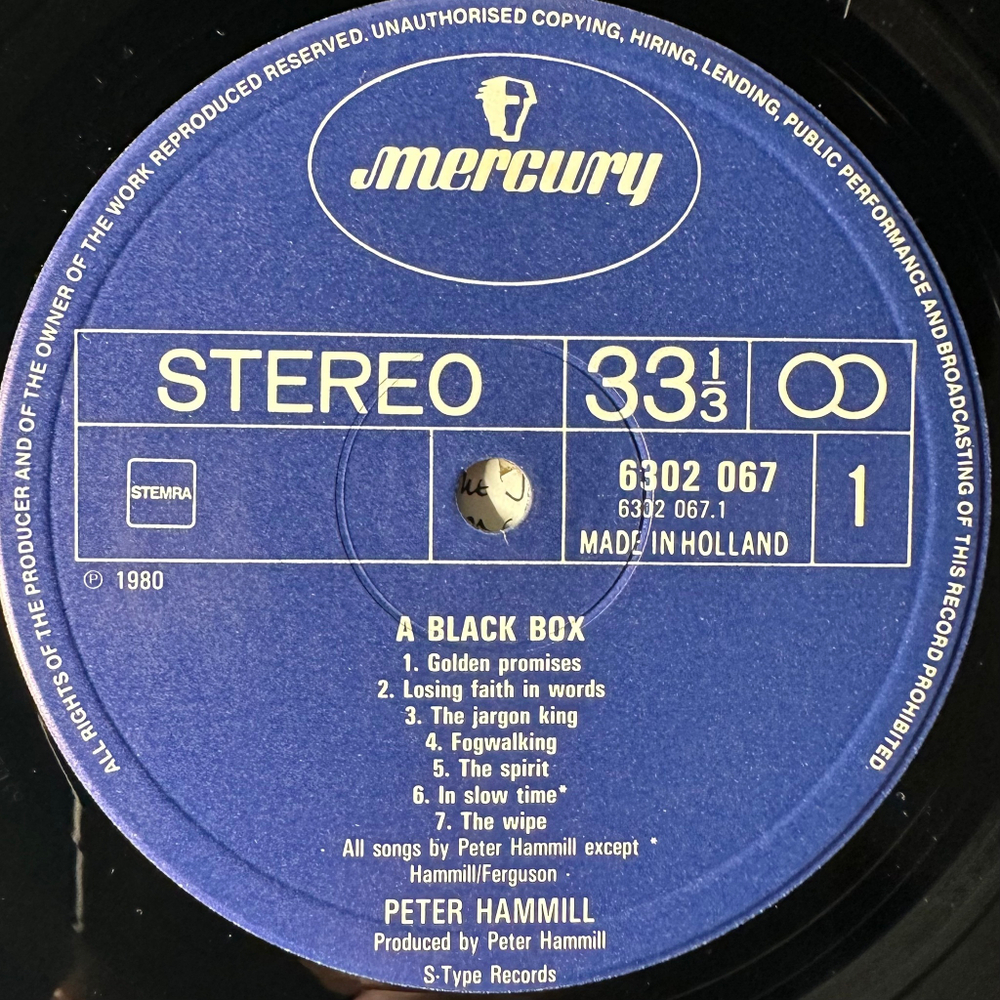 ALL RIGHTS OF THE PRODUCER AND OF THE OWNER OF THE WORK REPRODUCED RESERVED. UNAUTHORISED COPYING, HIRING, LENDING, PUBLIC PERFORMANCE AND BROADCASTING OF THIS RECORD PROHIBITED.
mercury
STEREO
33 1/3
STEMRA
6302 067
6302 067.1
MADE IN HOLLAND
1
℗ 1980
A BLACK BOX
1. Golden promises
2. Losing faith in words
3. The jargon king
4. Fogwalking
5. The spirit
6. In slow time*
7. The wipe
· All songs by Peter Hammill except *
Hammill/Ferguson ·
PETER HAMMILL
Produced by Peter Hammill
S-Type Records